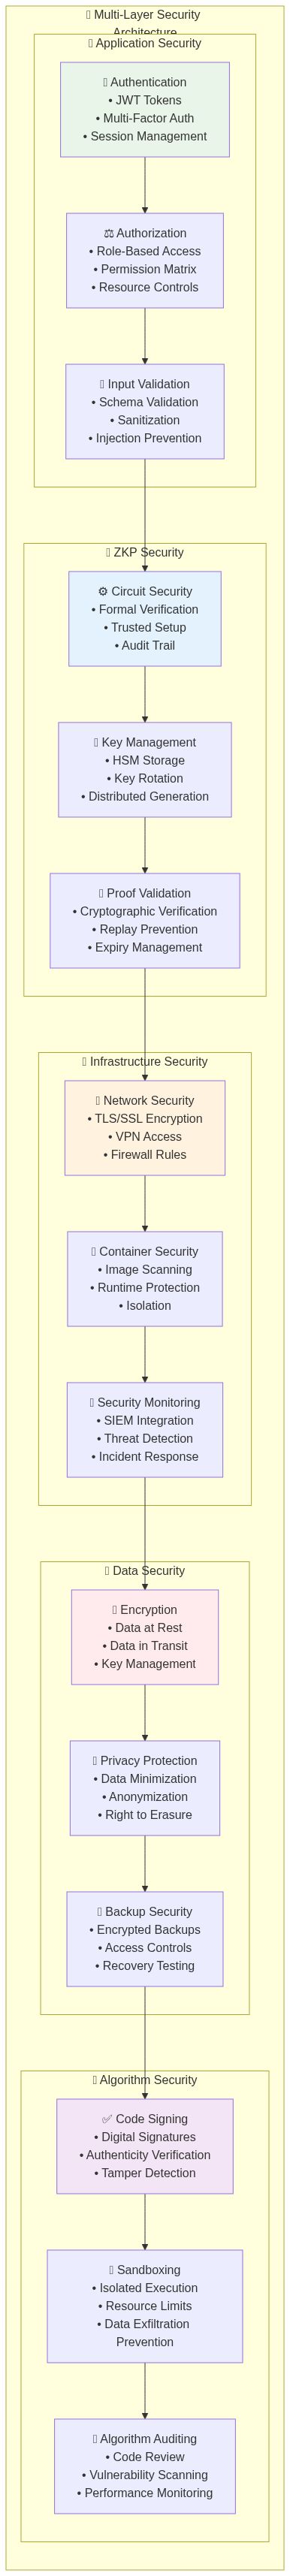 Multi-Layer Security
Architecture
Application Security
Authentication
• JWT Tokens
• Multi-Factor Auth
• Session Management
⚖ Authorization
• Role-Based Access
• Permission Matrix
• Resource Controls
Input Validation
• Schema Validation
• Sanitization
• Injection Prevention
ZKP Security
⚙ Circuit Security
• Formal Verification
• Trusted Setup
• Audit Trail
Key Management
• HSM Storage
• Key Rotation
• Distributed Generation
Proof Validation
• Cryptographic Verification
• Replay Prevention
• Expiry Management
Infrastructure Security
Network Security
• TLS/SSL Encryption
• VPN Access
• Firewall Rules
Container Security
• Image Scanning
• Runtime Protection
• Isolation
Security Monitoring
• SIEM Integration
• Threat Detection
• Incident Response
Data Security
Encryption
• Data at Rest
• Data in Transit
• Key Management
Privacy Protection
• Data Minimization
• Anonymization
• Right to Erasure
Backup Security
• Encrypted Backups
• Access Controls
• Recovery Testing
Algorithm Security
✅ Code Signing
• Digital Signatures
• Authenticity Verification
• Tamper Detection
Sandboxing
• Isolated Execution
• Resource Limits
• Data Exfiltration
Prevention
Algorithm Auditing
• Code Review
• Vulnerability Scanning
• Performance Monitoring